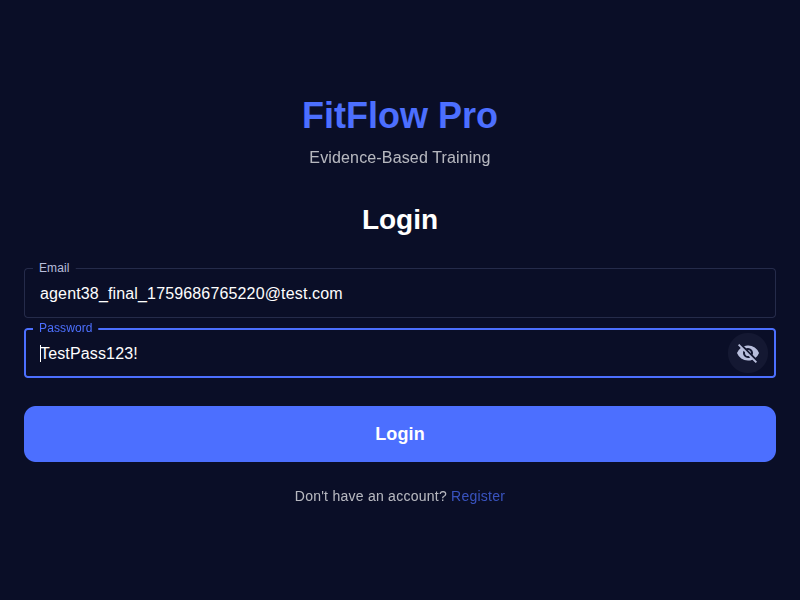 FitFlow Pro
Evidence-Based Training
Login
Email
agent38_final_1759686765220@test.com
Password
TestPass123!
Login
Don't have an account? Register